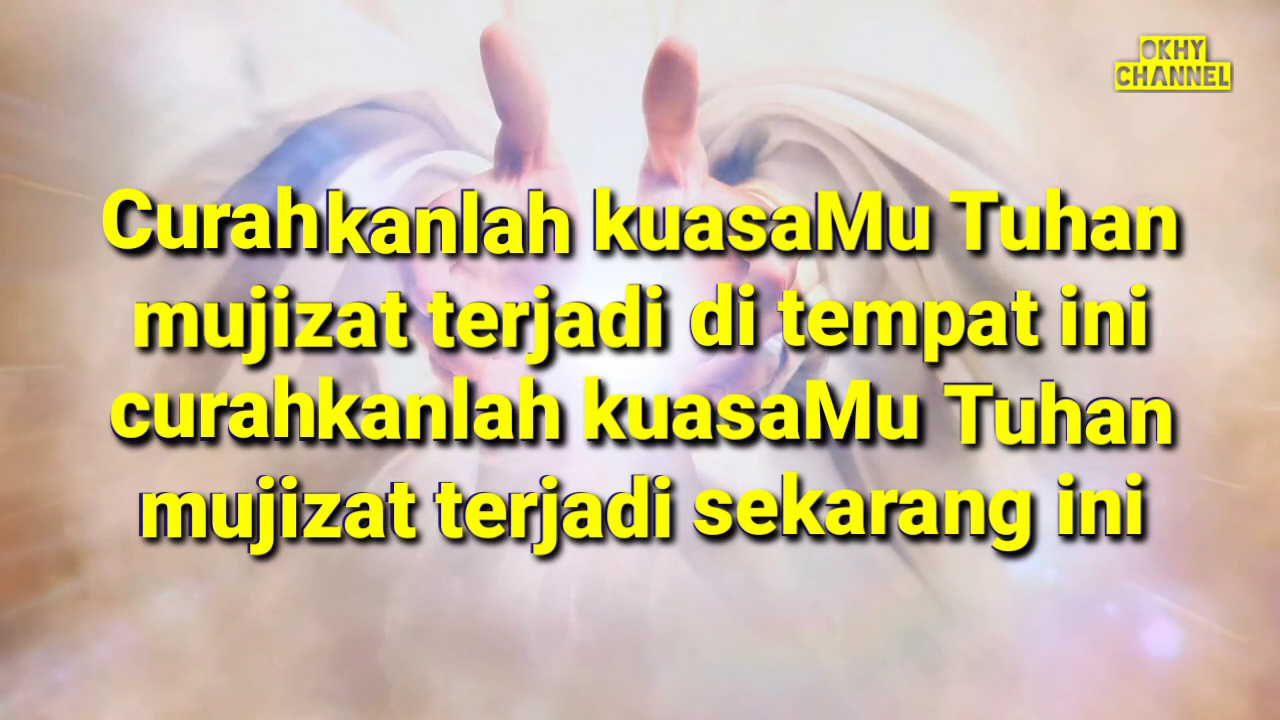 OKHY
CHANNEL
Curahkanlah kuasaMu Tuhan
mujizat terjadi di tempat ini
curahkanlah kuasaMu Tuhan
mujizat terjadi sekarang ini